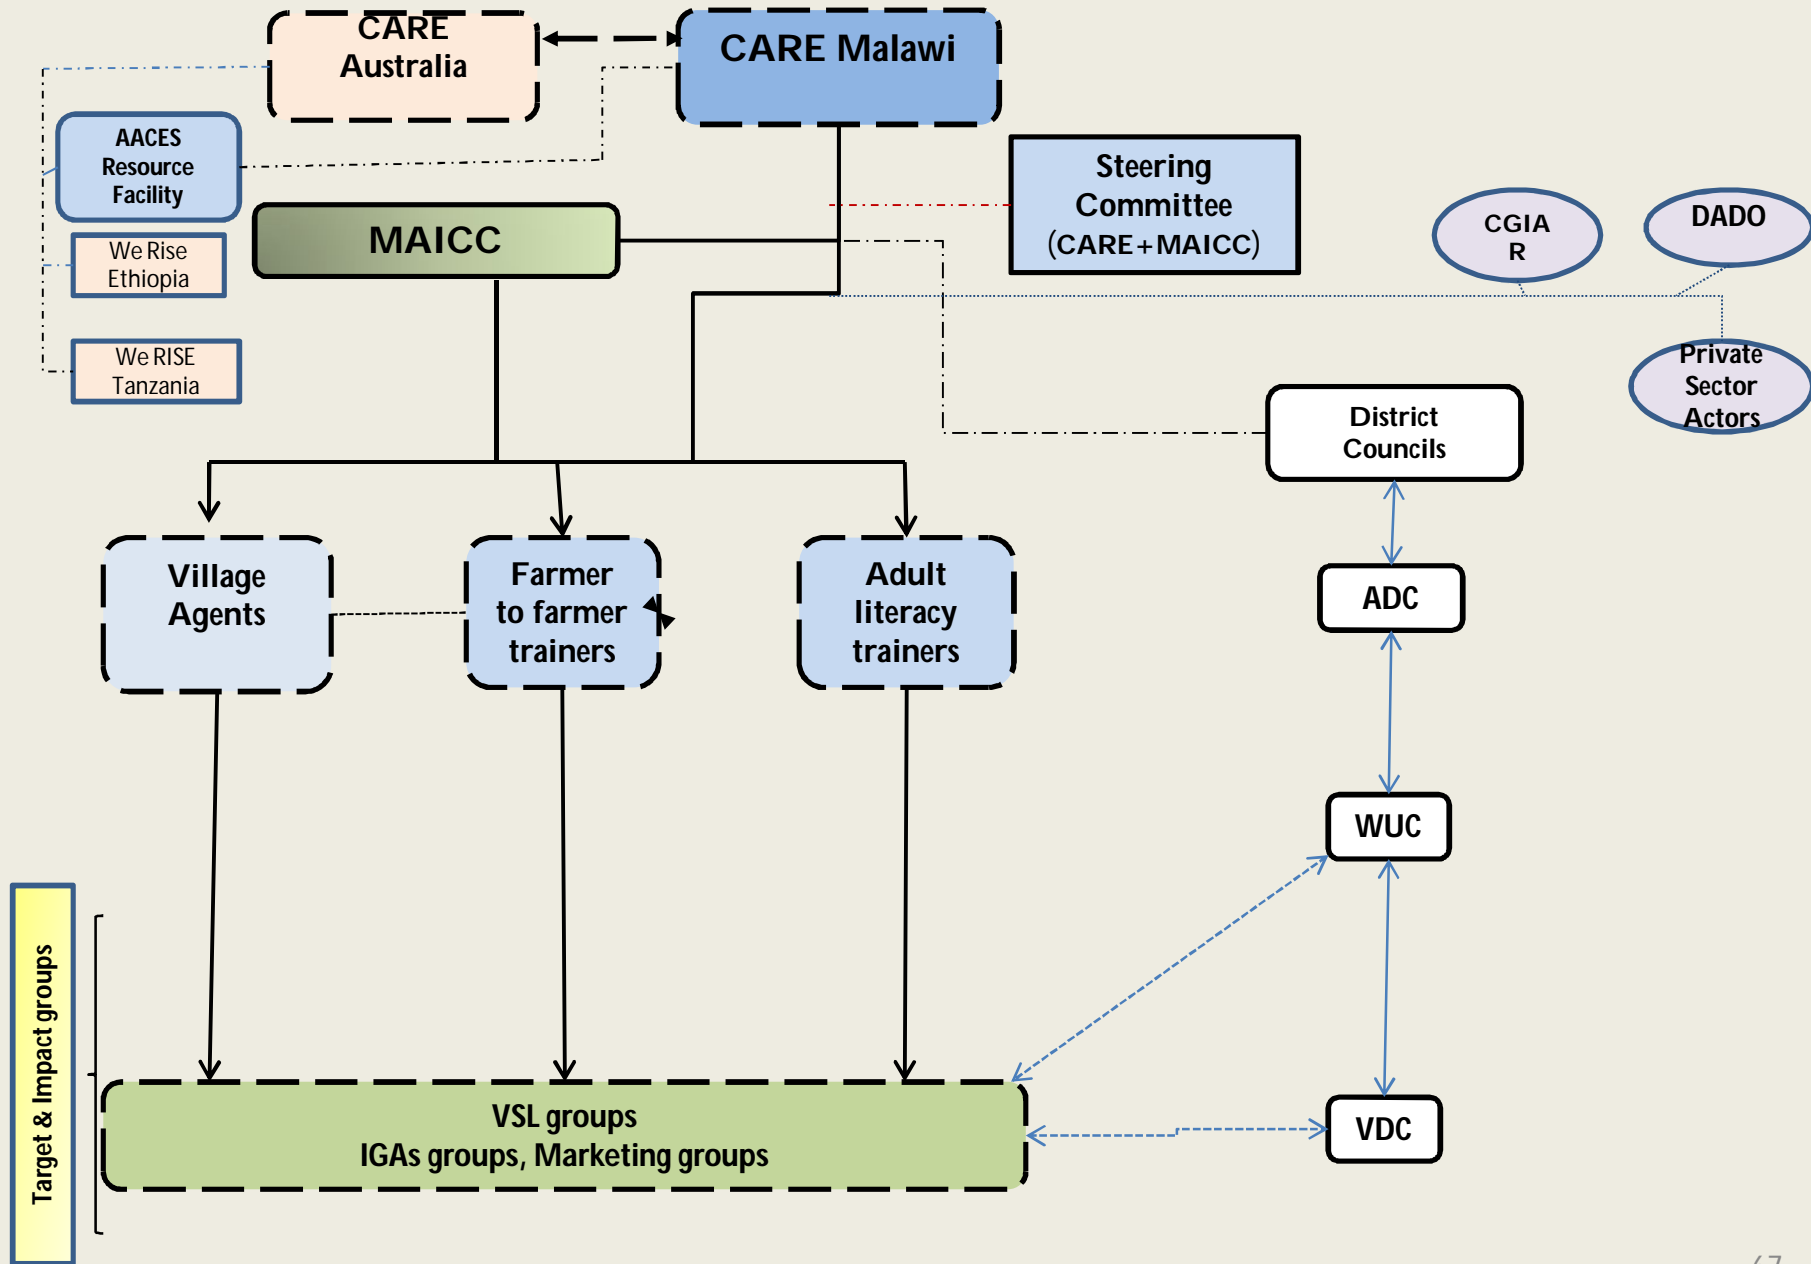 CARE
Australia
CARE Malawi
AACES
Resource
Facility
Steering
Committee
(CARE+MAICC)
MAICC
CGIA
R
DADO
We Rise
Ethiopia
We RISE
Tanzania
Private
Sector
Actors
District
Councils
Village
Agents
Farmer
to farmer
trainers
Adult
literacy
trainers
ADC
WUC
Target & Impact groups
VSL groups
IGAs groups, Marketing groups
VDC